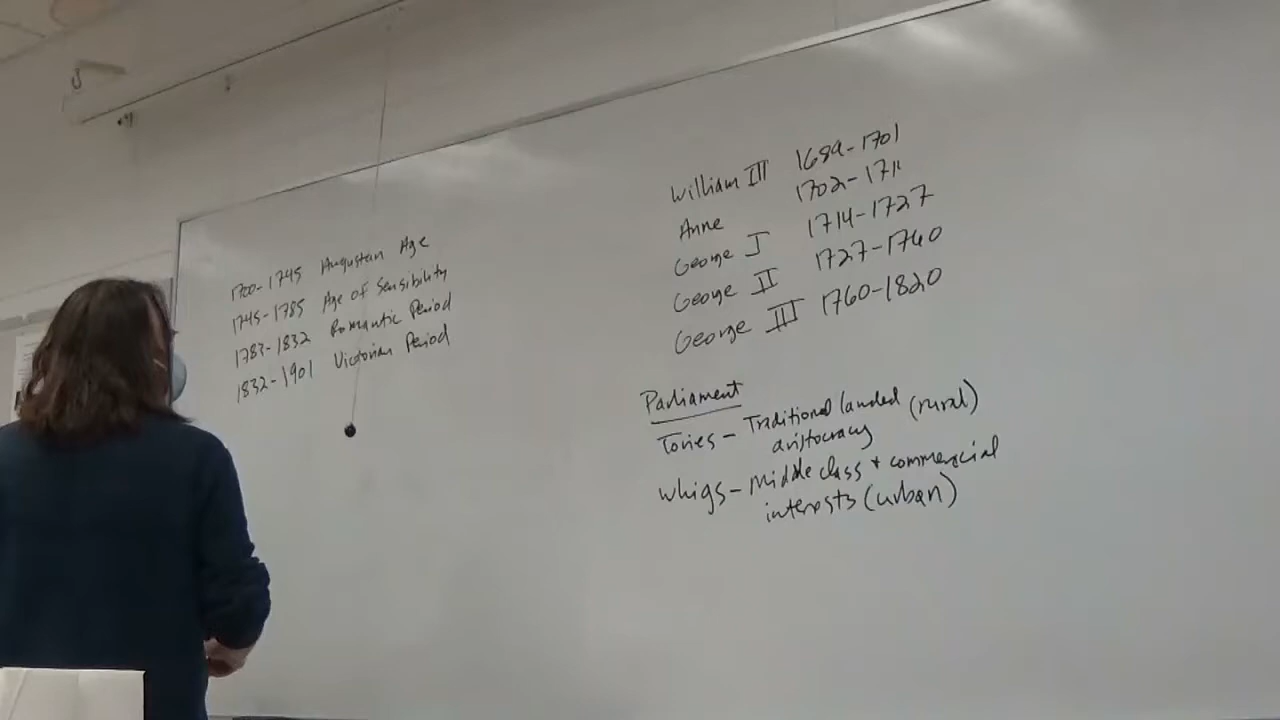 1700-1745 Augustan Age
1745-1785 Age of Sensibility
1783-1832 Romantic Period
1832-1901 Victorian Period
William III 1689-1701
Anne 1702-1711
George I 1714-1727
George II 1727-1760
George III 1760-1820
Parliament
Tories - Traditional landed (rural)
aristocracy
Whigs - Middle class + commercial
interests (urban)